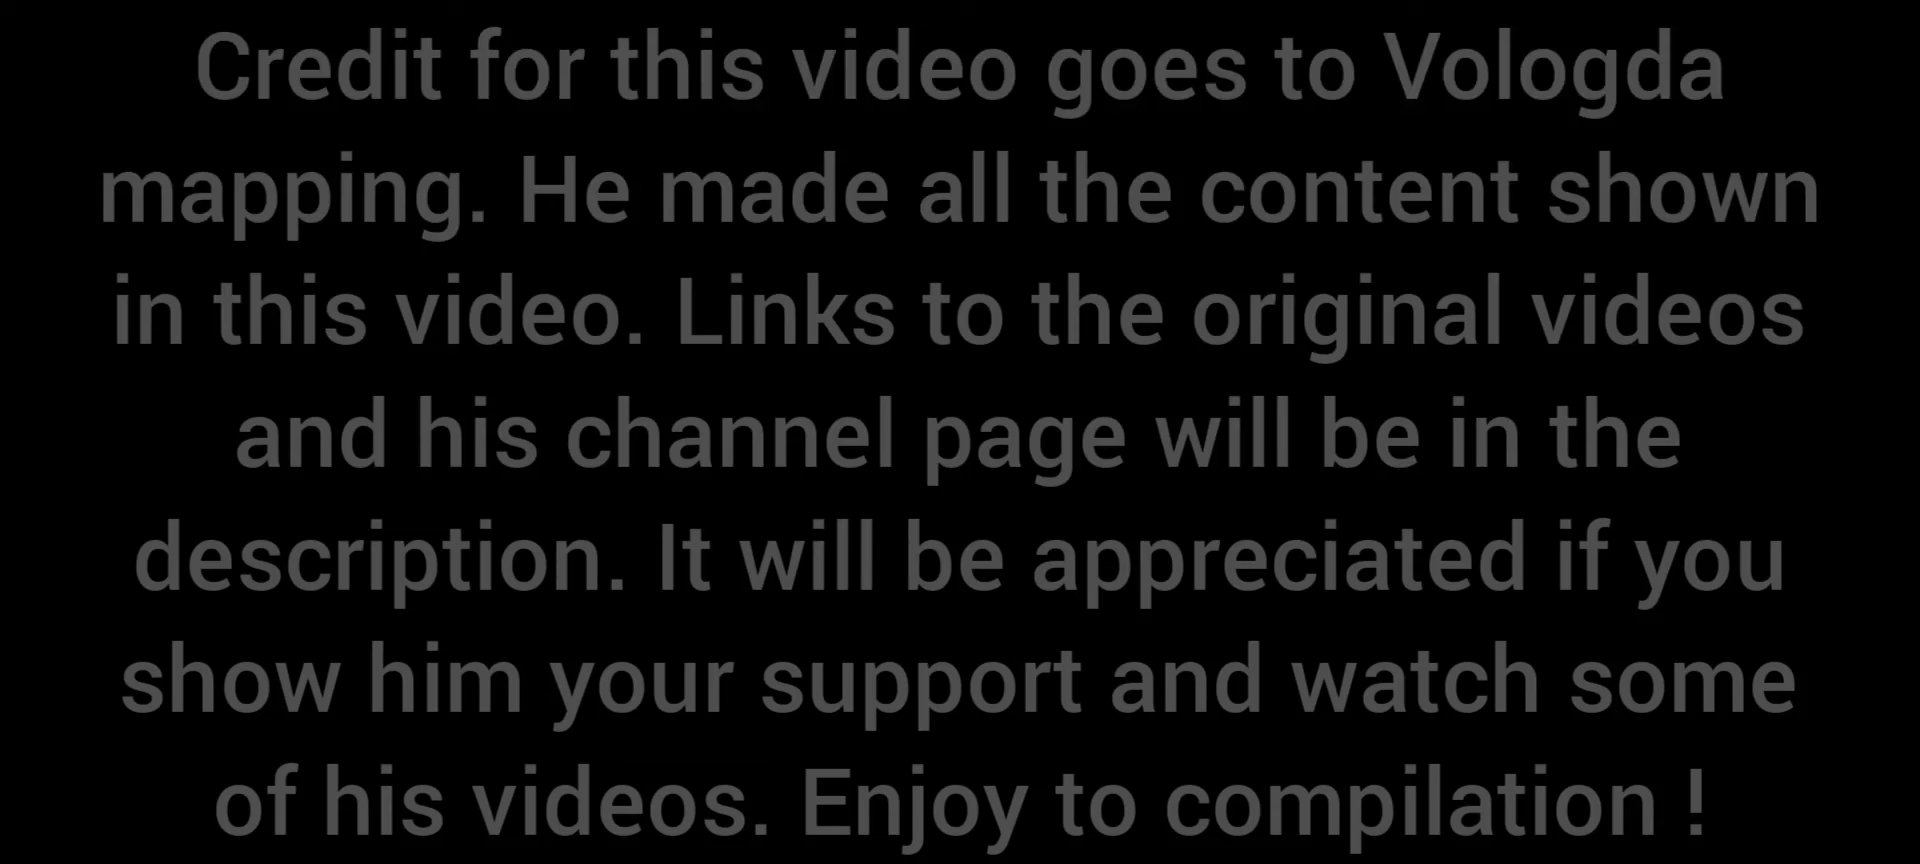 Credit for this video goes to Vologda
mapping. He made all the content shown
in this video. Links to the original videos
and his channel page will be in the
description. It will be appreciated if you
show him your support and watch some
of his videos. Enjoy to compilation !